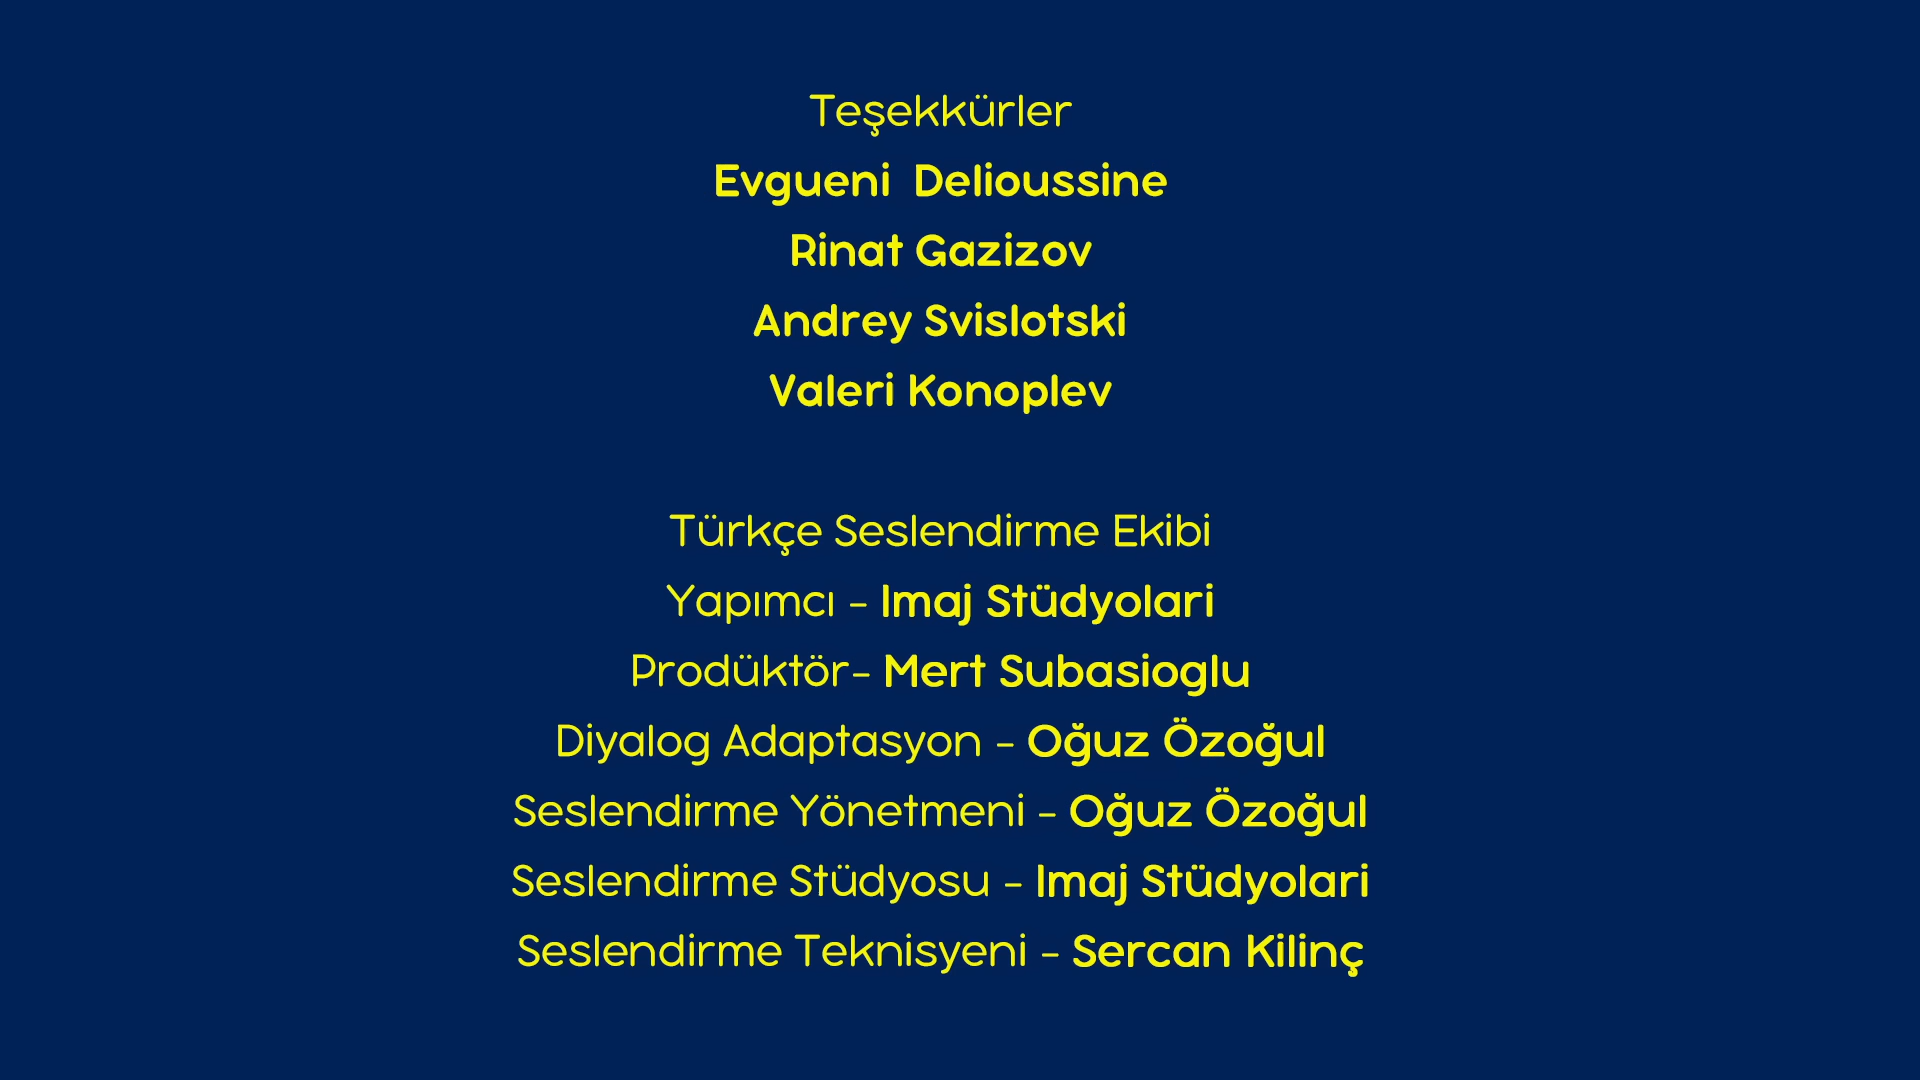 Teşekkürler
Evgueni  Delioussine
Rinat Gazizov
Andrey Svislotski
Valeri Konoplev
Türkçe Seslendirme Ekibi
Yapımcı - Imaj Stüdyolari
Prodüktör- Mert Subasioglu
Diyalog Adaptasyon - Oğuz Özoğul
Seslendirme Yönetmeni - Oğuz Özoğul
Seslendirme Stüdyosu - Imaj Stüdyolari
Seslendirme Teknisyeni - Sercan Kilinç